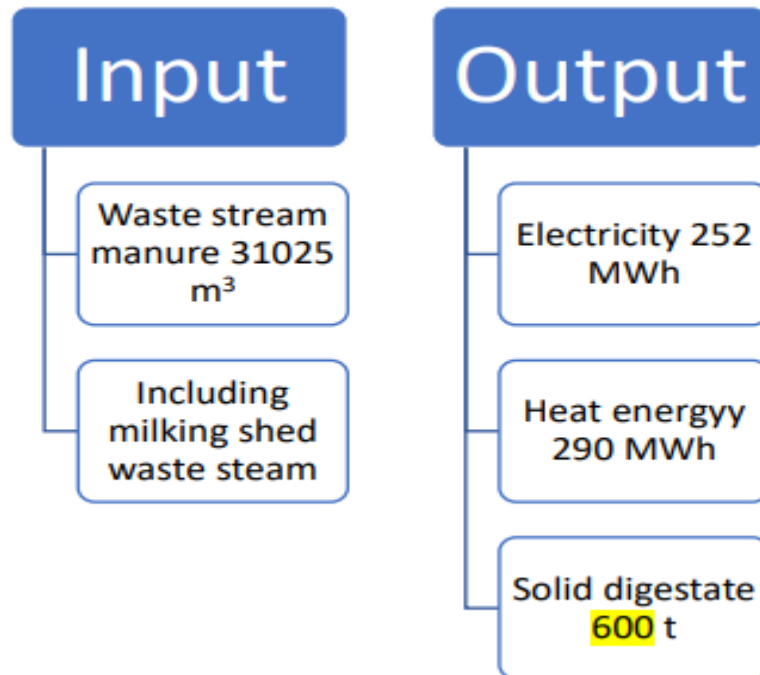 Input
Waste stream
manure 31025
m³
Including
milking shed
waste steam
Output
Electricity 252
MWh
Heat energyy
290 MWh
Solid digestate
600 t